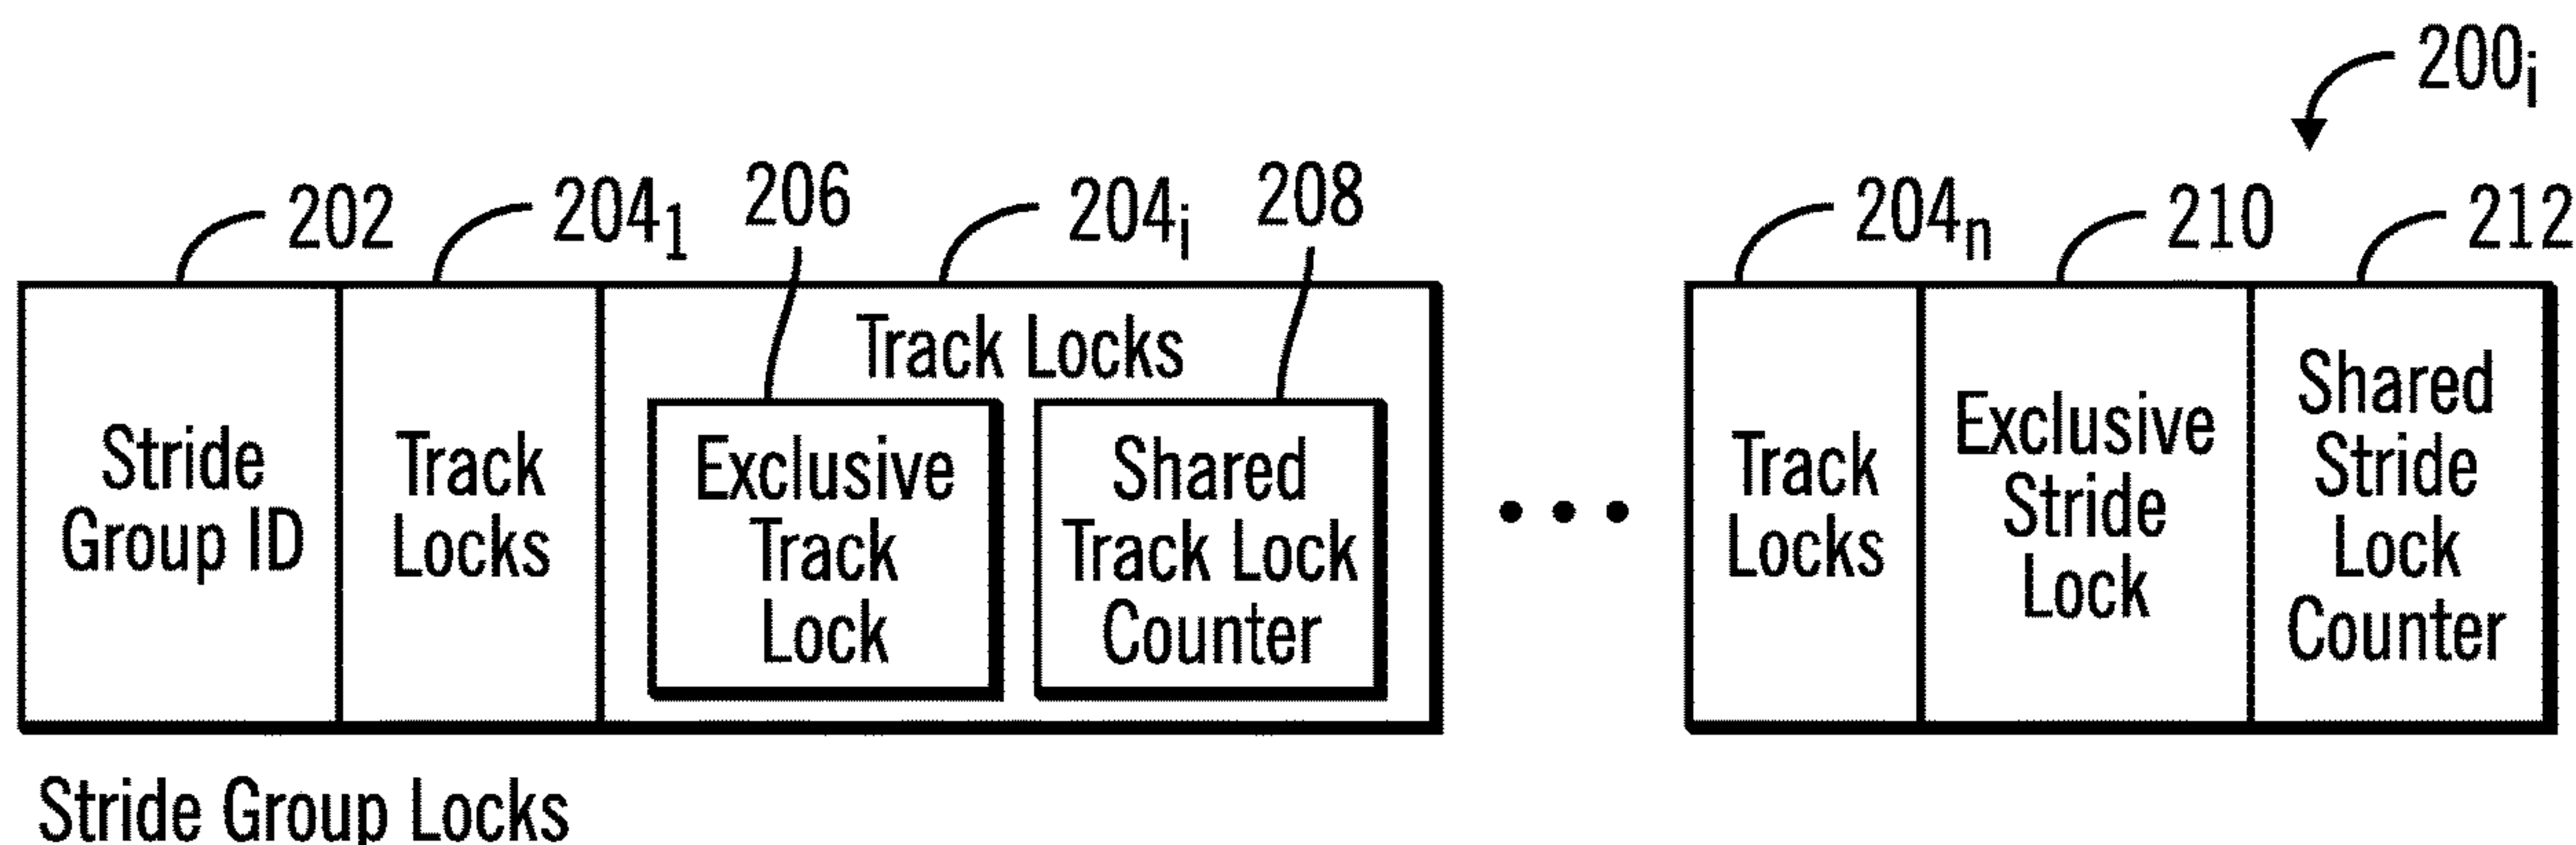 200i
202
2041
206
204i
208
204n
210
212
Stride
Group ID
Track
Locks
Track Locks
Exclusive
Track
Lock
Shared
Track Lock
Counter
• • •
Track
Locks
Exclusive
Stride
Lock
Shared
Stride
Lock
Counter
Stride Group Locks